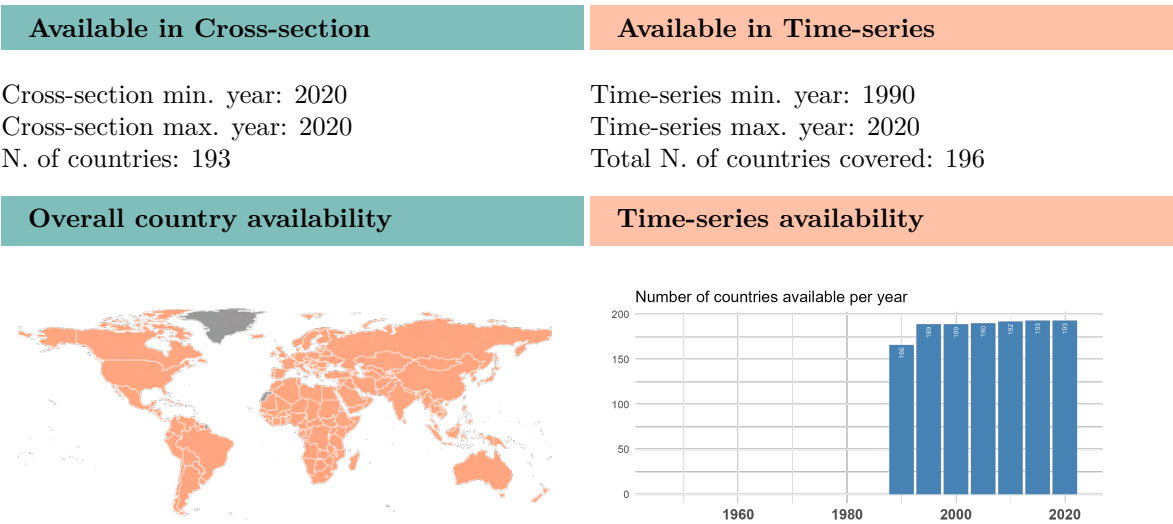 Available in Cross-section
Available in Time-series
Cross-section min. year: 2020
Cross-section max. year: 2020
N. of countries: 193
Time-series min. year: 1990
Time-series max. year: 2020
Total N. of countries covered: 196
Overall country availability
Time-series availability
Number of countries available per year
200
150
100
50
0
166
189
189
190
192
193
193
1960
1980
2000
2020